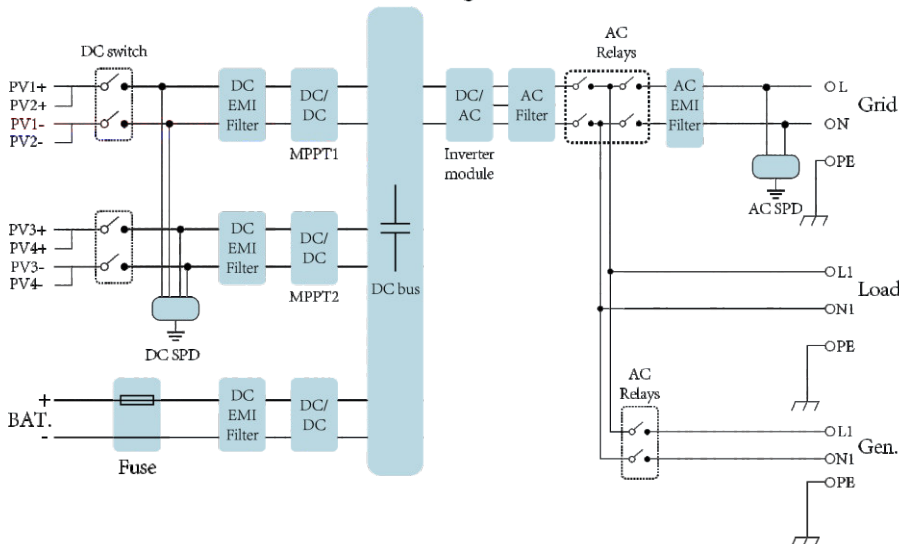 DC switch
PV1+
PV2+
PV1-
PV2-
DC
EMI
Filter
DC/
DC
MPPT1
DC/
AC
Inverter
module
AC
Filter
AC
Relays
AC
EMI
Filter
L
N
Grid
PE
AC SPD
PV3+
PV4+
PV3-
PV4-
DC
EMI
Filter
DC/
DC
MPPT2
DC bus
DC SPD
L1
N1
Load
PE
BAT.
+
-
Fuse
DC
EMI
Filter
DC/
DC
AC
Relays
L1
N1
Gen.
PE